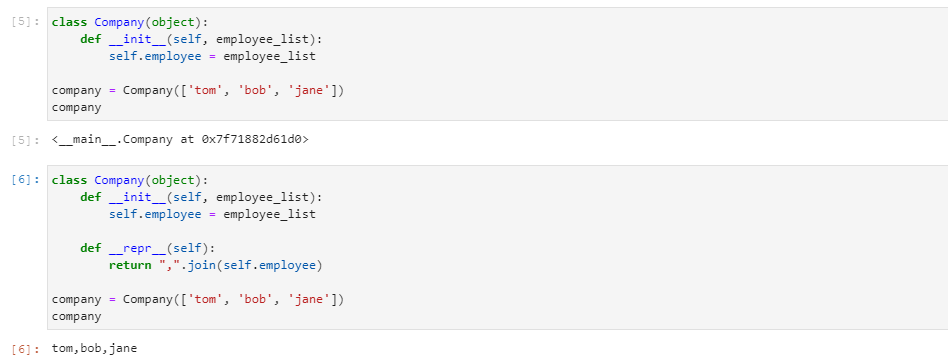 [5]: class Company(object):
    def __init__(self, employee_list):
        self.employee = employee_list

company = Company(['tom', 'bob', 'jane'])
company
[5]: <__main__.Company at 0x7f71882d61d0>
[6]: class Company(object):
    def __init__(self, employee_list):
        self.employee = employee_list

    def __repr__(self):
        return ",".join(self.employee)

company = Company(['tom', 'bob', 'jane'])
company
[6]: tom,bob,jane